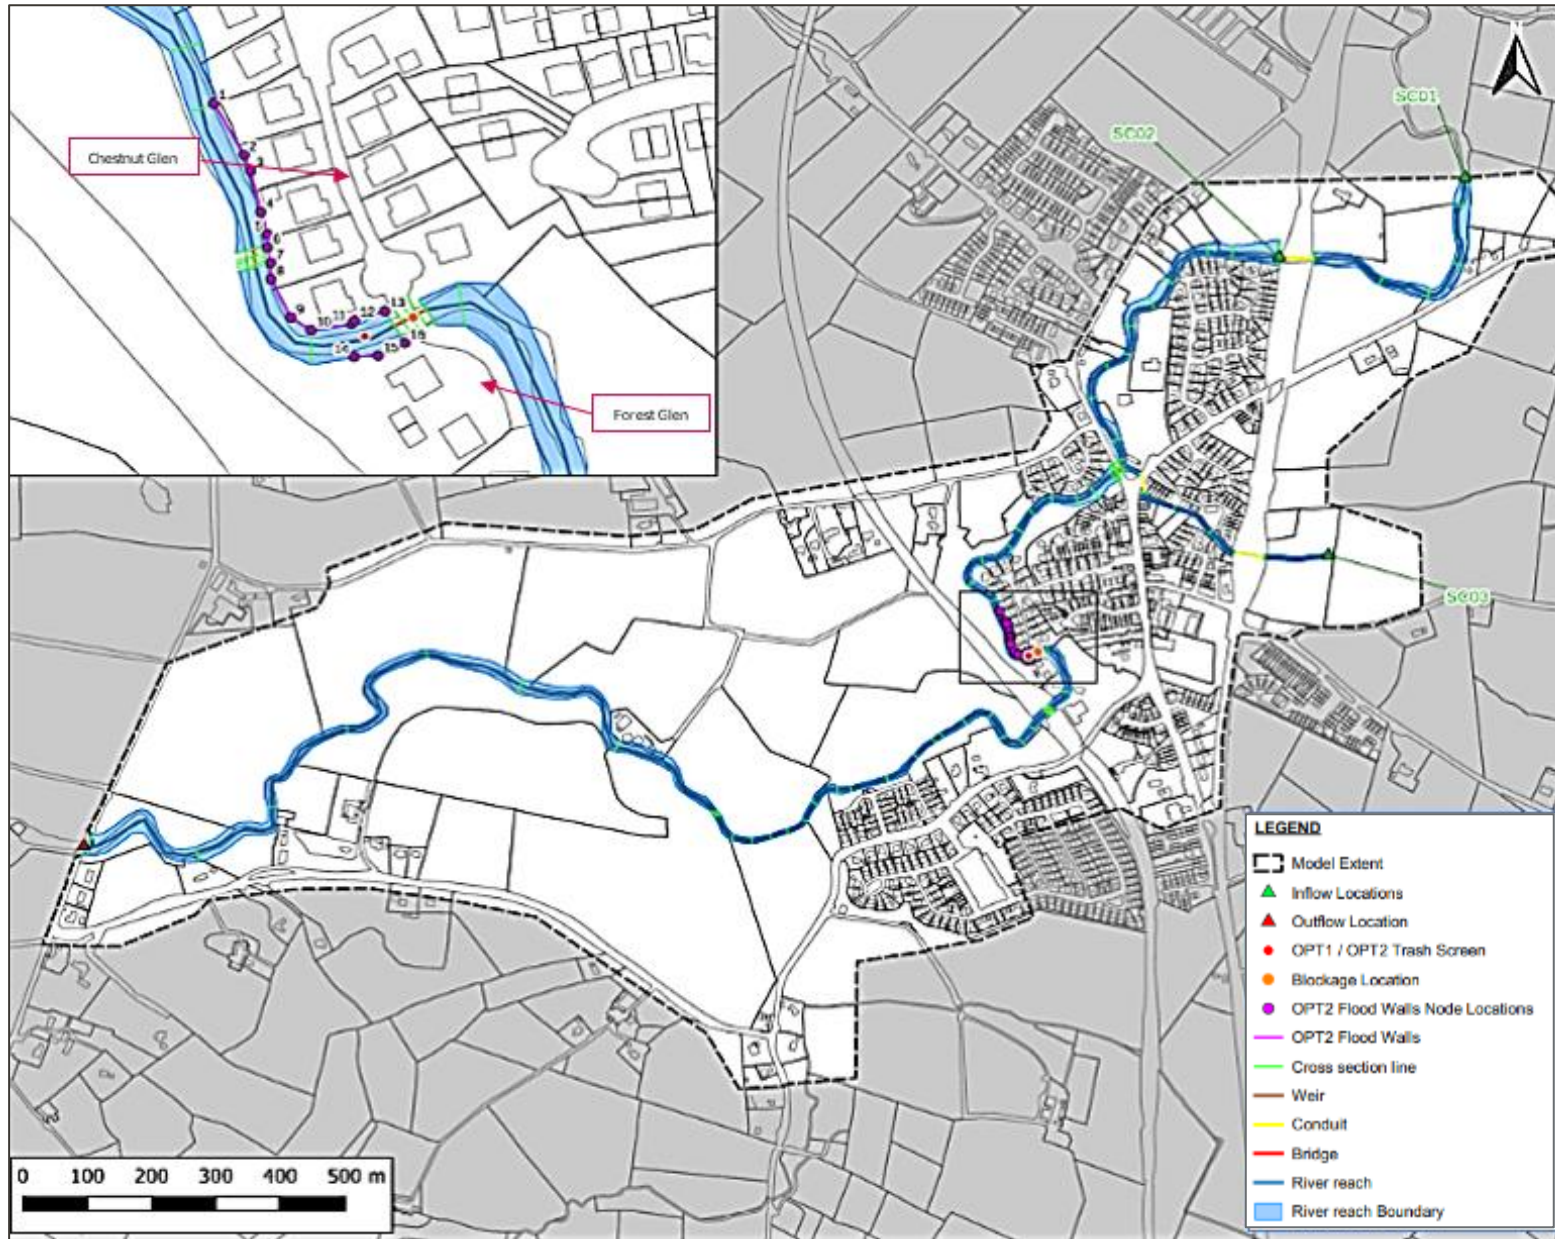 1
2
3
4
5
6
7
8
9
10
11
12
13
14
15
16
Chestnut Glen
Forest Glen
SC01
SC02
SC03
LEGEND
Model Extent
Inflow Locations
Outflow Location
OPT1 / OPT2 Trash Screen
Blockage Location
OPT2 Flood Walls Node Locations
OPT2 Flood Walls
Cross section line
Weir
Conduit
Bridge
River reach
River reach Boundary
0 100 200 300 400 500 m